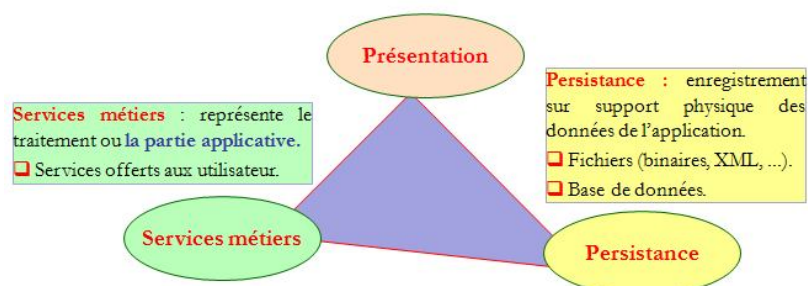 Présentation
Services métiers : représente le
traitement ou la partie applicative.
❑ Services offerts aux utilisateur.
Persistance : enregistrement
sur support physique des
données de l'application.
❑ Fichiers (binaires, XML, ...).
❑ Base de données.
Services métiers
Persistance